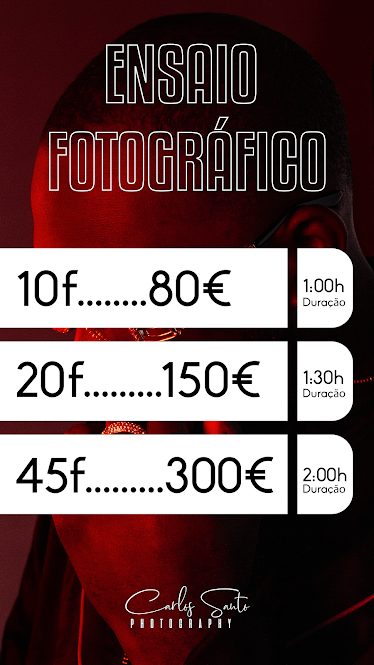 ENSAIO
FOTOGRÁFICO
10f........80€
1:00h
Duração
20f.........150€
1:30h
Duração
45f.........300€
2:00h
Duração
Carlos Santo
PHOTOGRAPHY